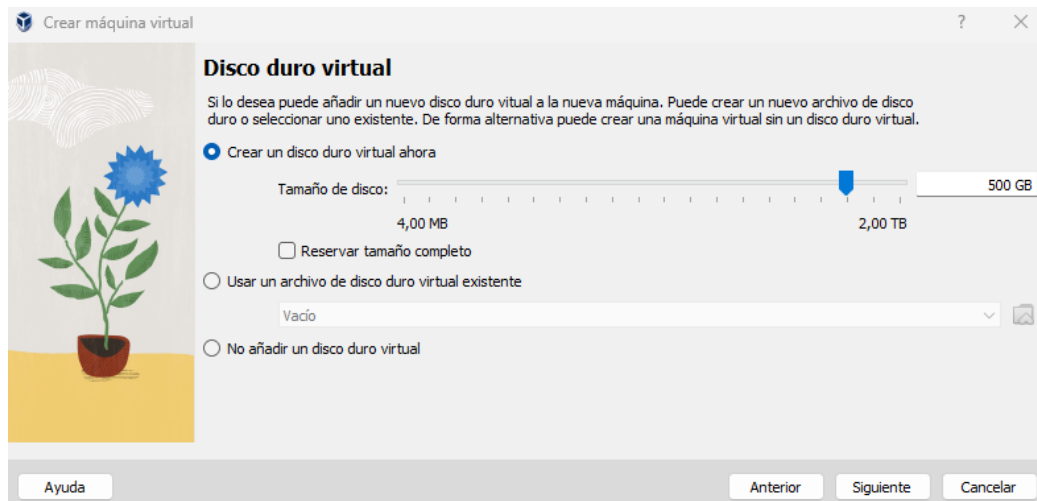 Crear máquina virtual
?
Disco duro virtual
Si lo desea puede añadir un nuevo disco duro vitual a la nueva máquina. Puede crear un nuevo archivo de disco
duro o seleccionar uno existente. De forma alternativa puede crear una máquina virtual sin un disco duro virtual.
Crear un disco duro virtual ahora
Tamaño de disco:
500 GB
4,00 MB
2,00 TB
Reservar tamaño completo
Usar un archivo de disco duro virtual existente
Vacío
No añadir un disco duro virtual
Ayuda
Anterior
Siguiente
Cancelar